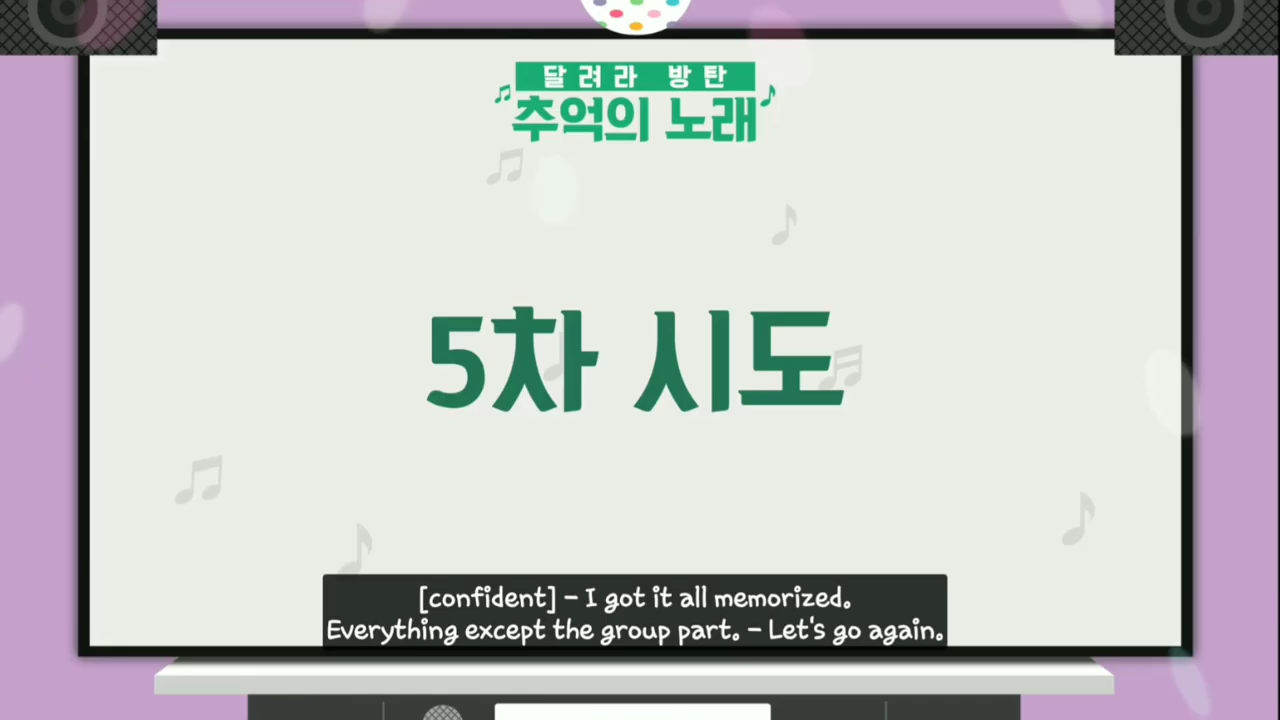 달려라 방탄
추억의 노래
5차 시도
[confident] - I got it all memorized.
Everything except the group part. - Let's go again.